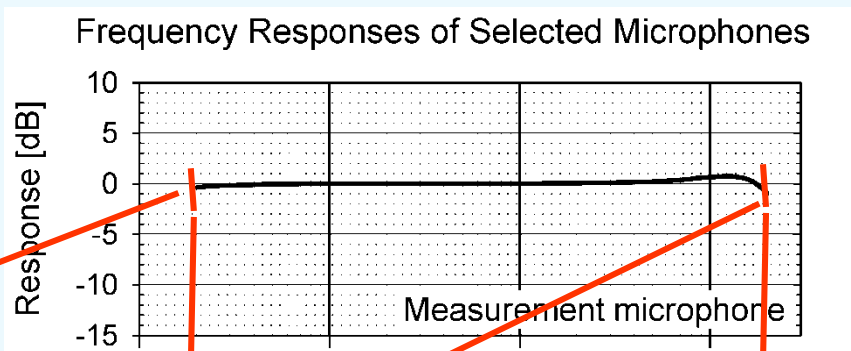 Frequency Responses of Selected Microphones
Response [dB]
10
5
0
-5
-10
-15
Measurement microphone